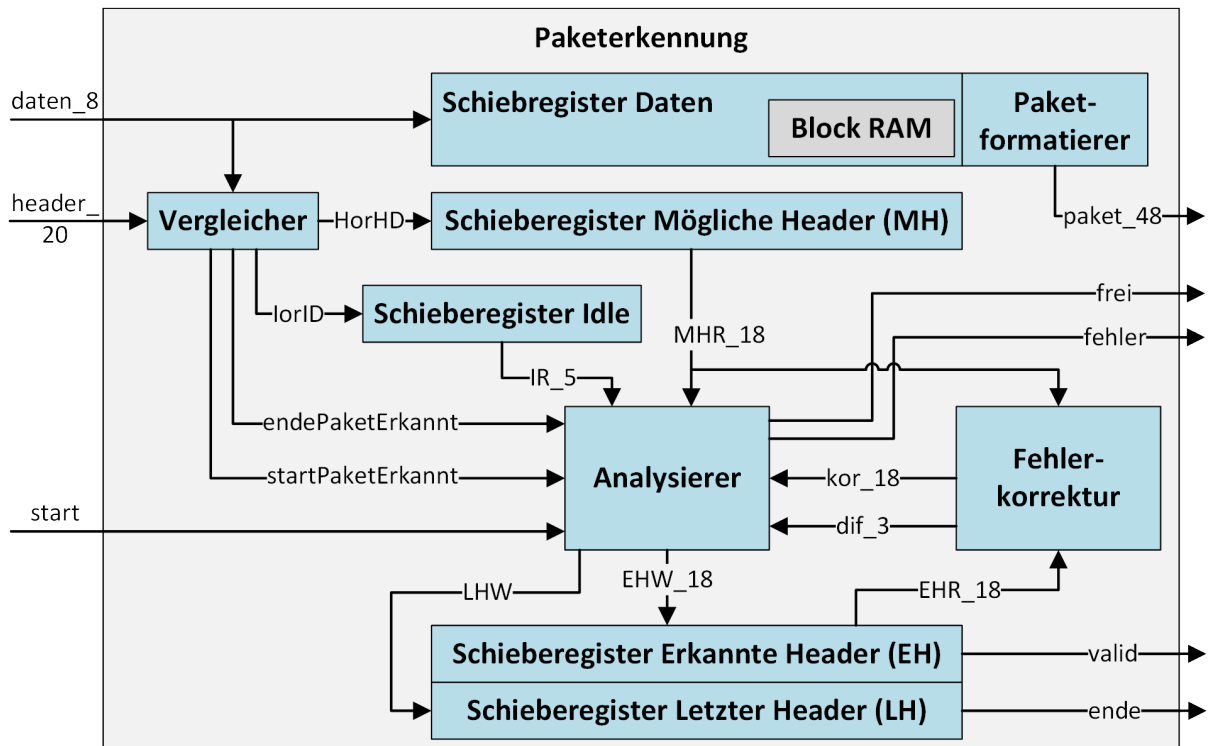 Paketerkennung
daten_8
Schiebregister Daten
Block RAM
Paket-
formatierer
header_
20
Vergleicher
HorHD
Schieberegister Mögliche Header (MH)
paket_48
IorID
Schieberegister Idle
MHR_18
frei
fehler
IR_5
endePaketErkannt
startPaketErkannt
Analysierer
kor_18
dif_3
Fehler-
korrektur
start
LHW
EHW_18
EHR_18
Schieberegister Erkannte Header (EH)
valid
Schieberegister Letzter Header (LH)
ende